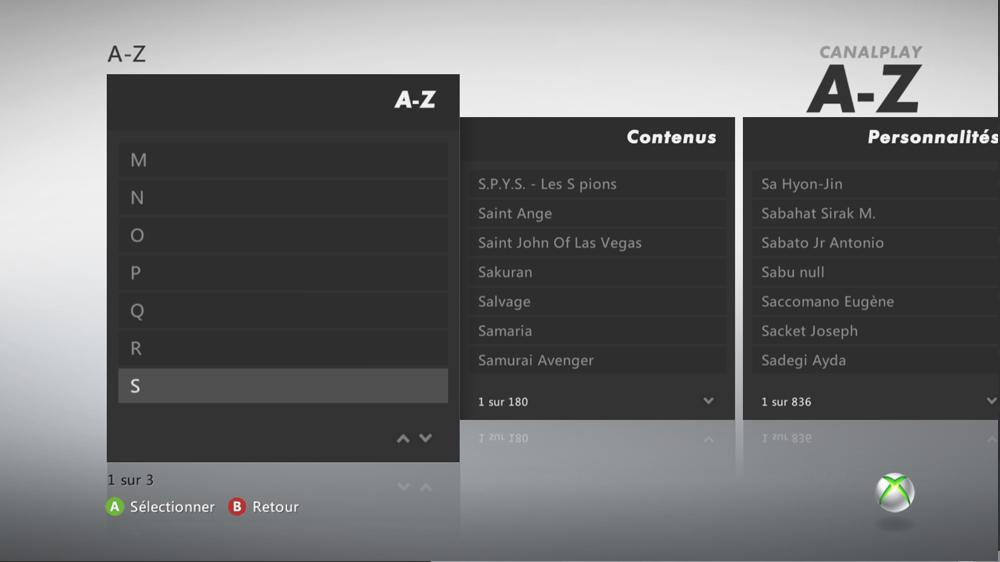 A-Z
CANALPLAY
A-Z
A-Z
M
N
O
P
Q
R
S
1 sur 3
A Sélectionner B Retour
Contenus
S.P.Y.S. - Les S pions
Saint Ange
Saint John Of Las Vegas
Sakuran
Salvage
Samaria
Samurai Avenger
1 sur 180
Personnalités
Sa Hyon-Jin
Sabahat Sirak M.
Sabato Jr Antonio
Sabu null
Saccomano Eugène
Sacket Joseph
Sadegi Ayda
1 sur 836